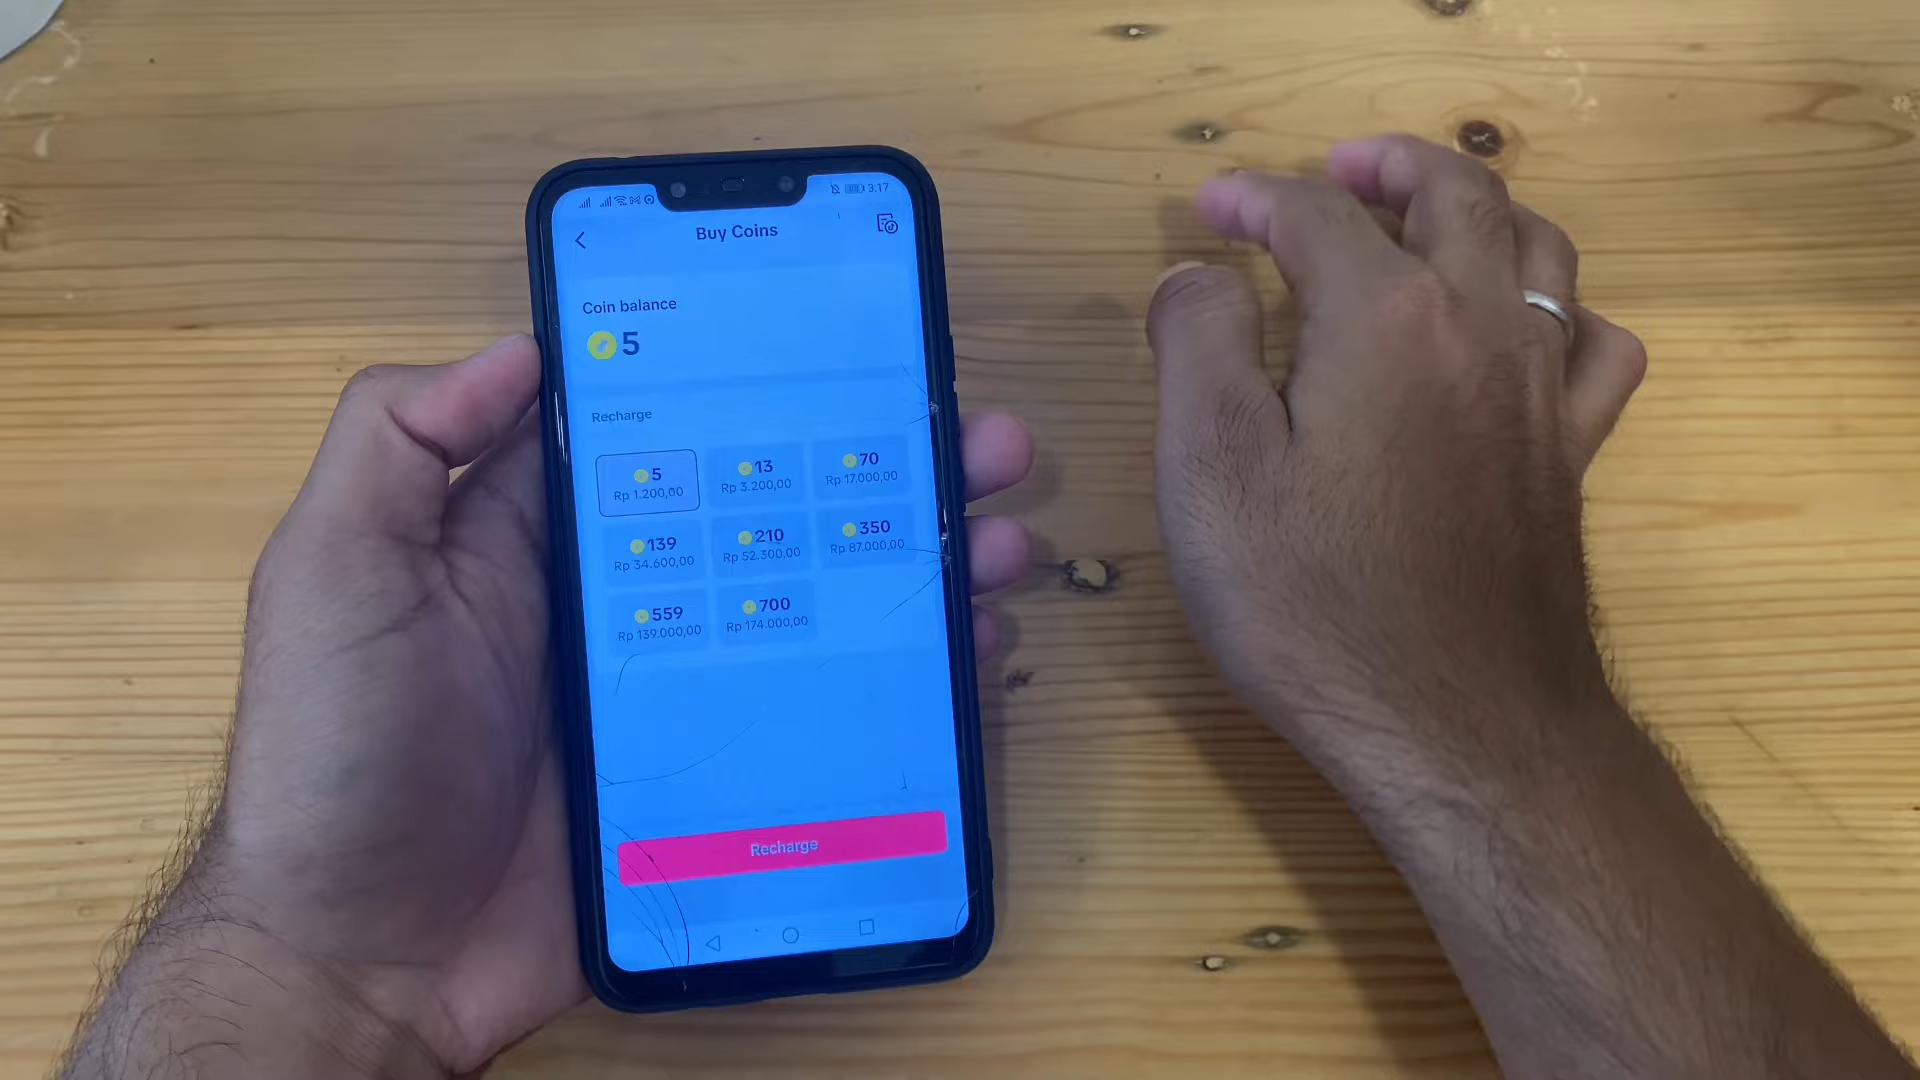 3.17
Buy Coins
Coin balance
5
Recharge
5
Rp 1.200,00
13
Rp 3.200,00
70
Rp 17.000,00
139
Rp 34.600,00
210
Rp 52.300,00
350
Rp 87.000,00
559
Rp 139.000,00
700
Rp 174.000,00
Recharge